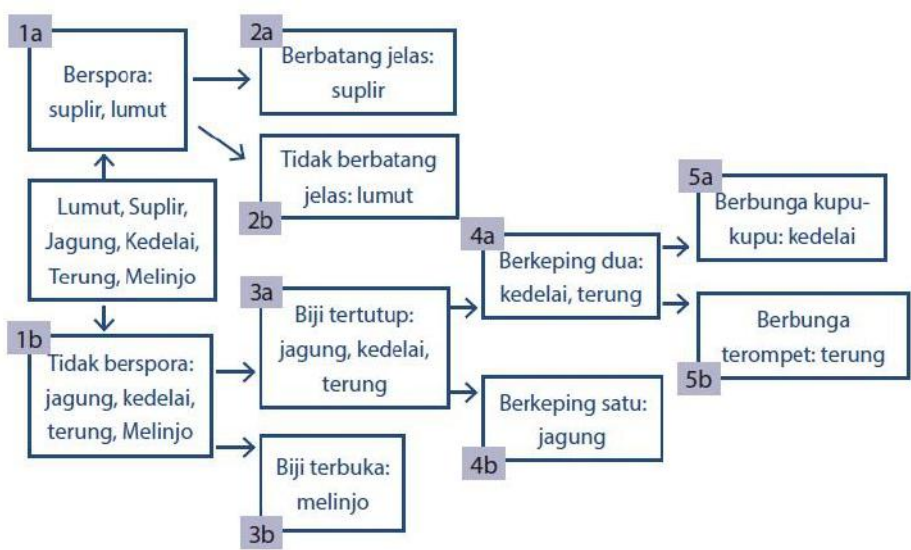 1a
Berspora:
suplir, lumut
2a
Berbatang jelas:
suplir
Tidak berbatang
jelas: lumut
2b
Lumut, Suplir,
Jagung, Kedelai,
Terung, Melinjo
1b
Tidak berspora:
jagung, kedelai,
terung, Melinjo
3a
Biji tertutup:
jagung, kedelai,
terung
Biji terbuka:
melinjo
3b
4a
Berkeping dua:
kedelai, terung
Berkeping satu:
jagung
4b
5a
Berbunga kupu-
kupu: kedelai
Berbunga
terompet: terung
5b